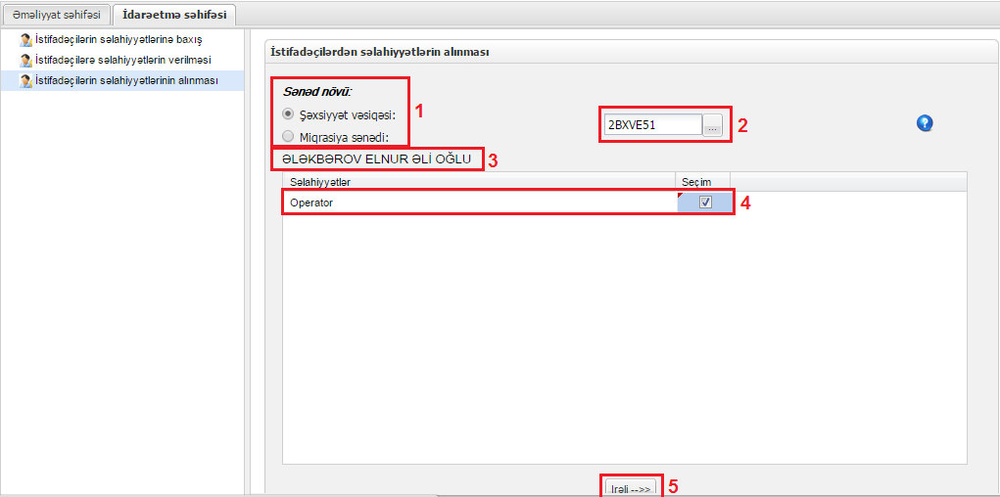 Əməliyyat səhifəsi
İdarəetmə səhifəsi
İstifadəçilərin səlahiyyətlərinə baxış
İstifadəçilərə səlahiyyətlərin verilməsi
İstifadəçilərin səlahiyyətlərinin alınması
İstifadəçilərdən səlahiyyətlərin alınması
Sənəd növü:
Şəxsiyyət vəsiqəsi:
Miqrasiya sənədi:
1
2BXVE51
...
2
?
ƏLƏKBƏROV ELNUR ƏLİ OĞLU
3
Səlahiyyətlər
Seçim
Operator
4
İrəli -->>
5